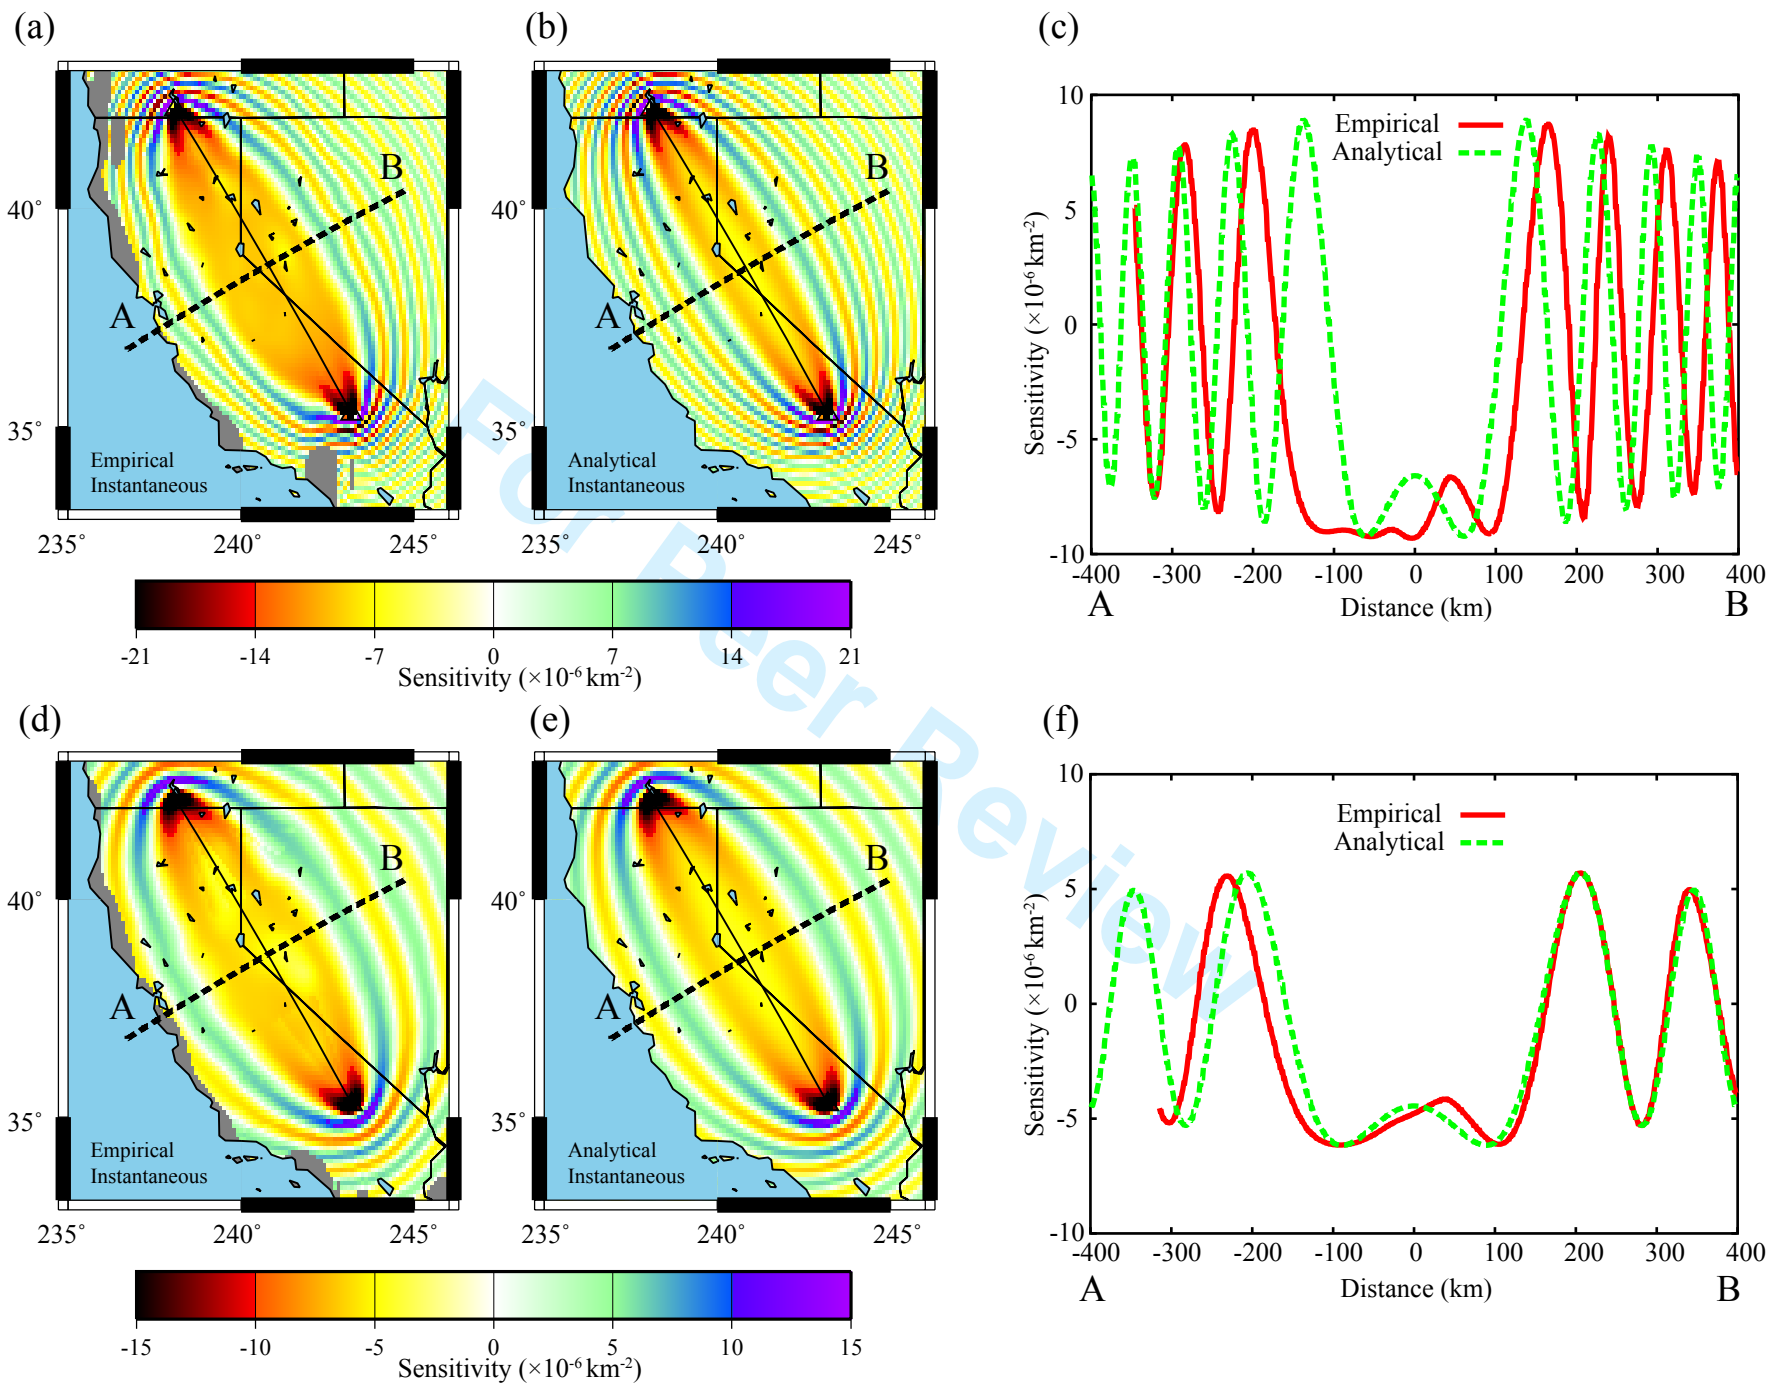 (a)
(b)
(c)
A
B
40°
35°
Empirical
Instantaneous
235°
240°
245°
A
B
40°
35°
Analytical
Instantaneous
235°
240°
245°
-21
-14
-7
0
7
14
21
Sensitivity (×10-6 km-2)
Empirical
Analytical
10
5
0
-5
-10
Sensitivity (×10-6 km-2)
-400
-300
-200
-100
0
100
200
300
400
A
Distance (km)
B
(d)
(e)
(f)
A
B
40°
35°
Empirical
Instantaneous
235°
240°
245°
A
B
40°
35°
Analytical
Instantaneous
235°
240°
245°
-15
-10
-5
0
5
10
15
Sensitivity (×10-6 km-2)
Empirical
Analytical
10
5
0
-5
-10
Sensitivity (×10-6 km-2)
-400
-300
-200
-100
0
100
200
300
400
A
Distance (km)
B
For Peer Review